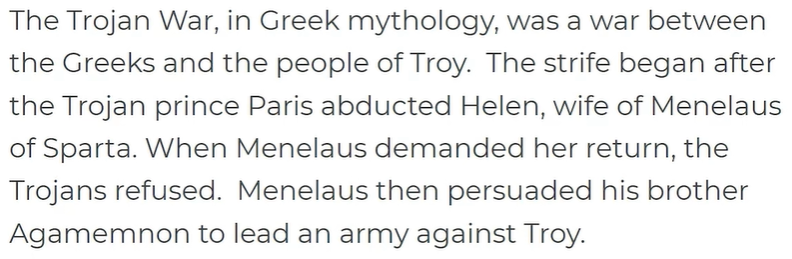 The Trojan War, in Greek mythology, was a war between
the Greeks and the people of Troy.  The strife began after
the Trojan prince Paris abducted Helen, wife of Menelaus
of Sparta. When Menelaus demanded her return, the
Trojans refused.  Menelaus then persuaded his brother
Agamemnon to lead an army against Troy.